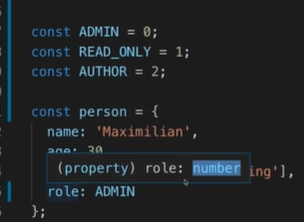 const ADMIN = 0;
const READ_ONLY = 1;
const AUTHOR = 2;
const person = {
name: 'Maximilian',
age: 30
(property) role: number
ing'],
role: ADMIN
};